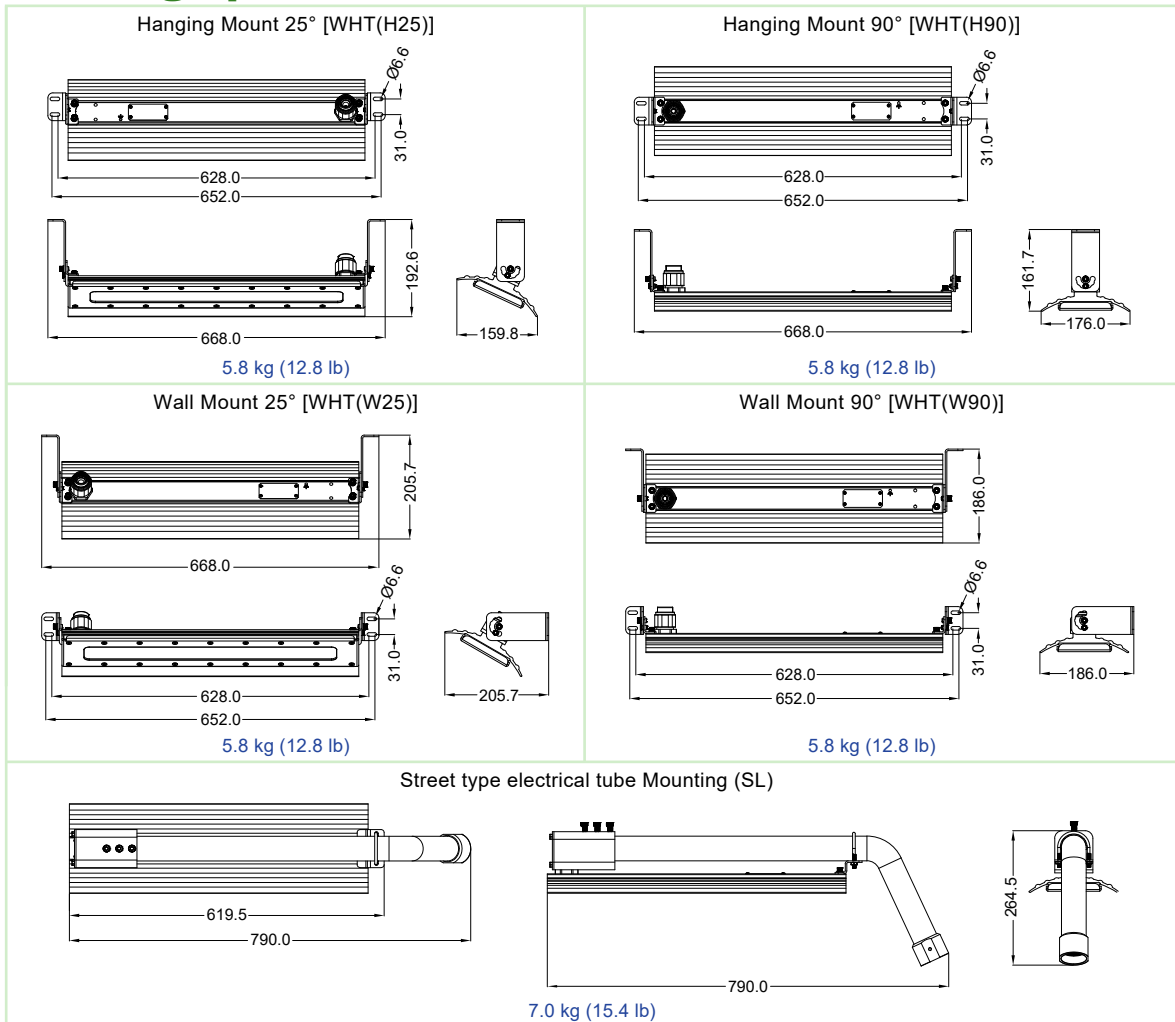 Hanging Mount 25° [WHT(H25)]
Ø6.6
31.0
628.0
652.0
192.6
668.0
159.8
5.8 kg (12.8 lb)
Hanging Mount 90° [WHT(H90)]
Ø6.6
31.0
628.0
652.0
161.7
668.0
176.0
5.8 kg (12.8 lb)
Wall Mount 25° [WHT(W25)]
205.7
668.0
Ø6.6
31.0
628.0
652.0
205.7
5.8 kg (12.8 lb)
Wall Mount 90° [WHT(W90)]
186.0
Ø6.6
31.0
628.0
652.0
186.0
5.8 kg (12.8 lb)
Street type electrical tube Mounting (SL)
619.5
790.0
790.0
264.5
7.0 kg (15.4 lb)